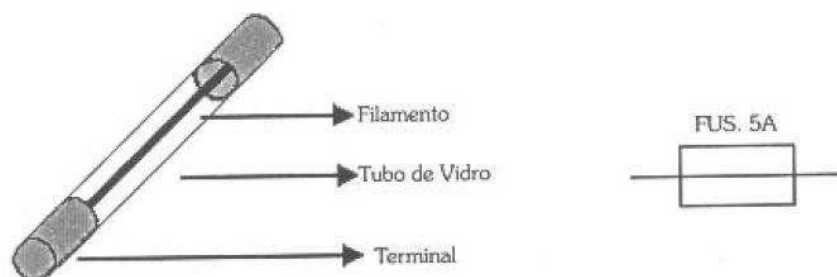 Filamento
FUS. 5A
Tubo de Vidro
Terminal